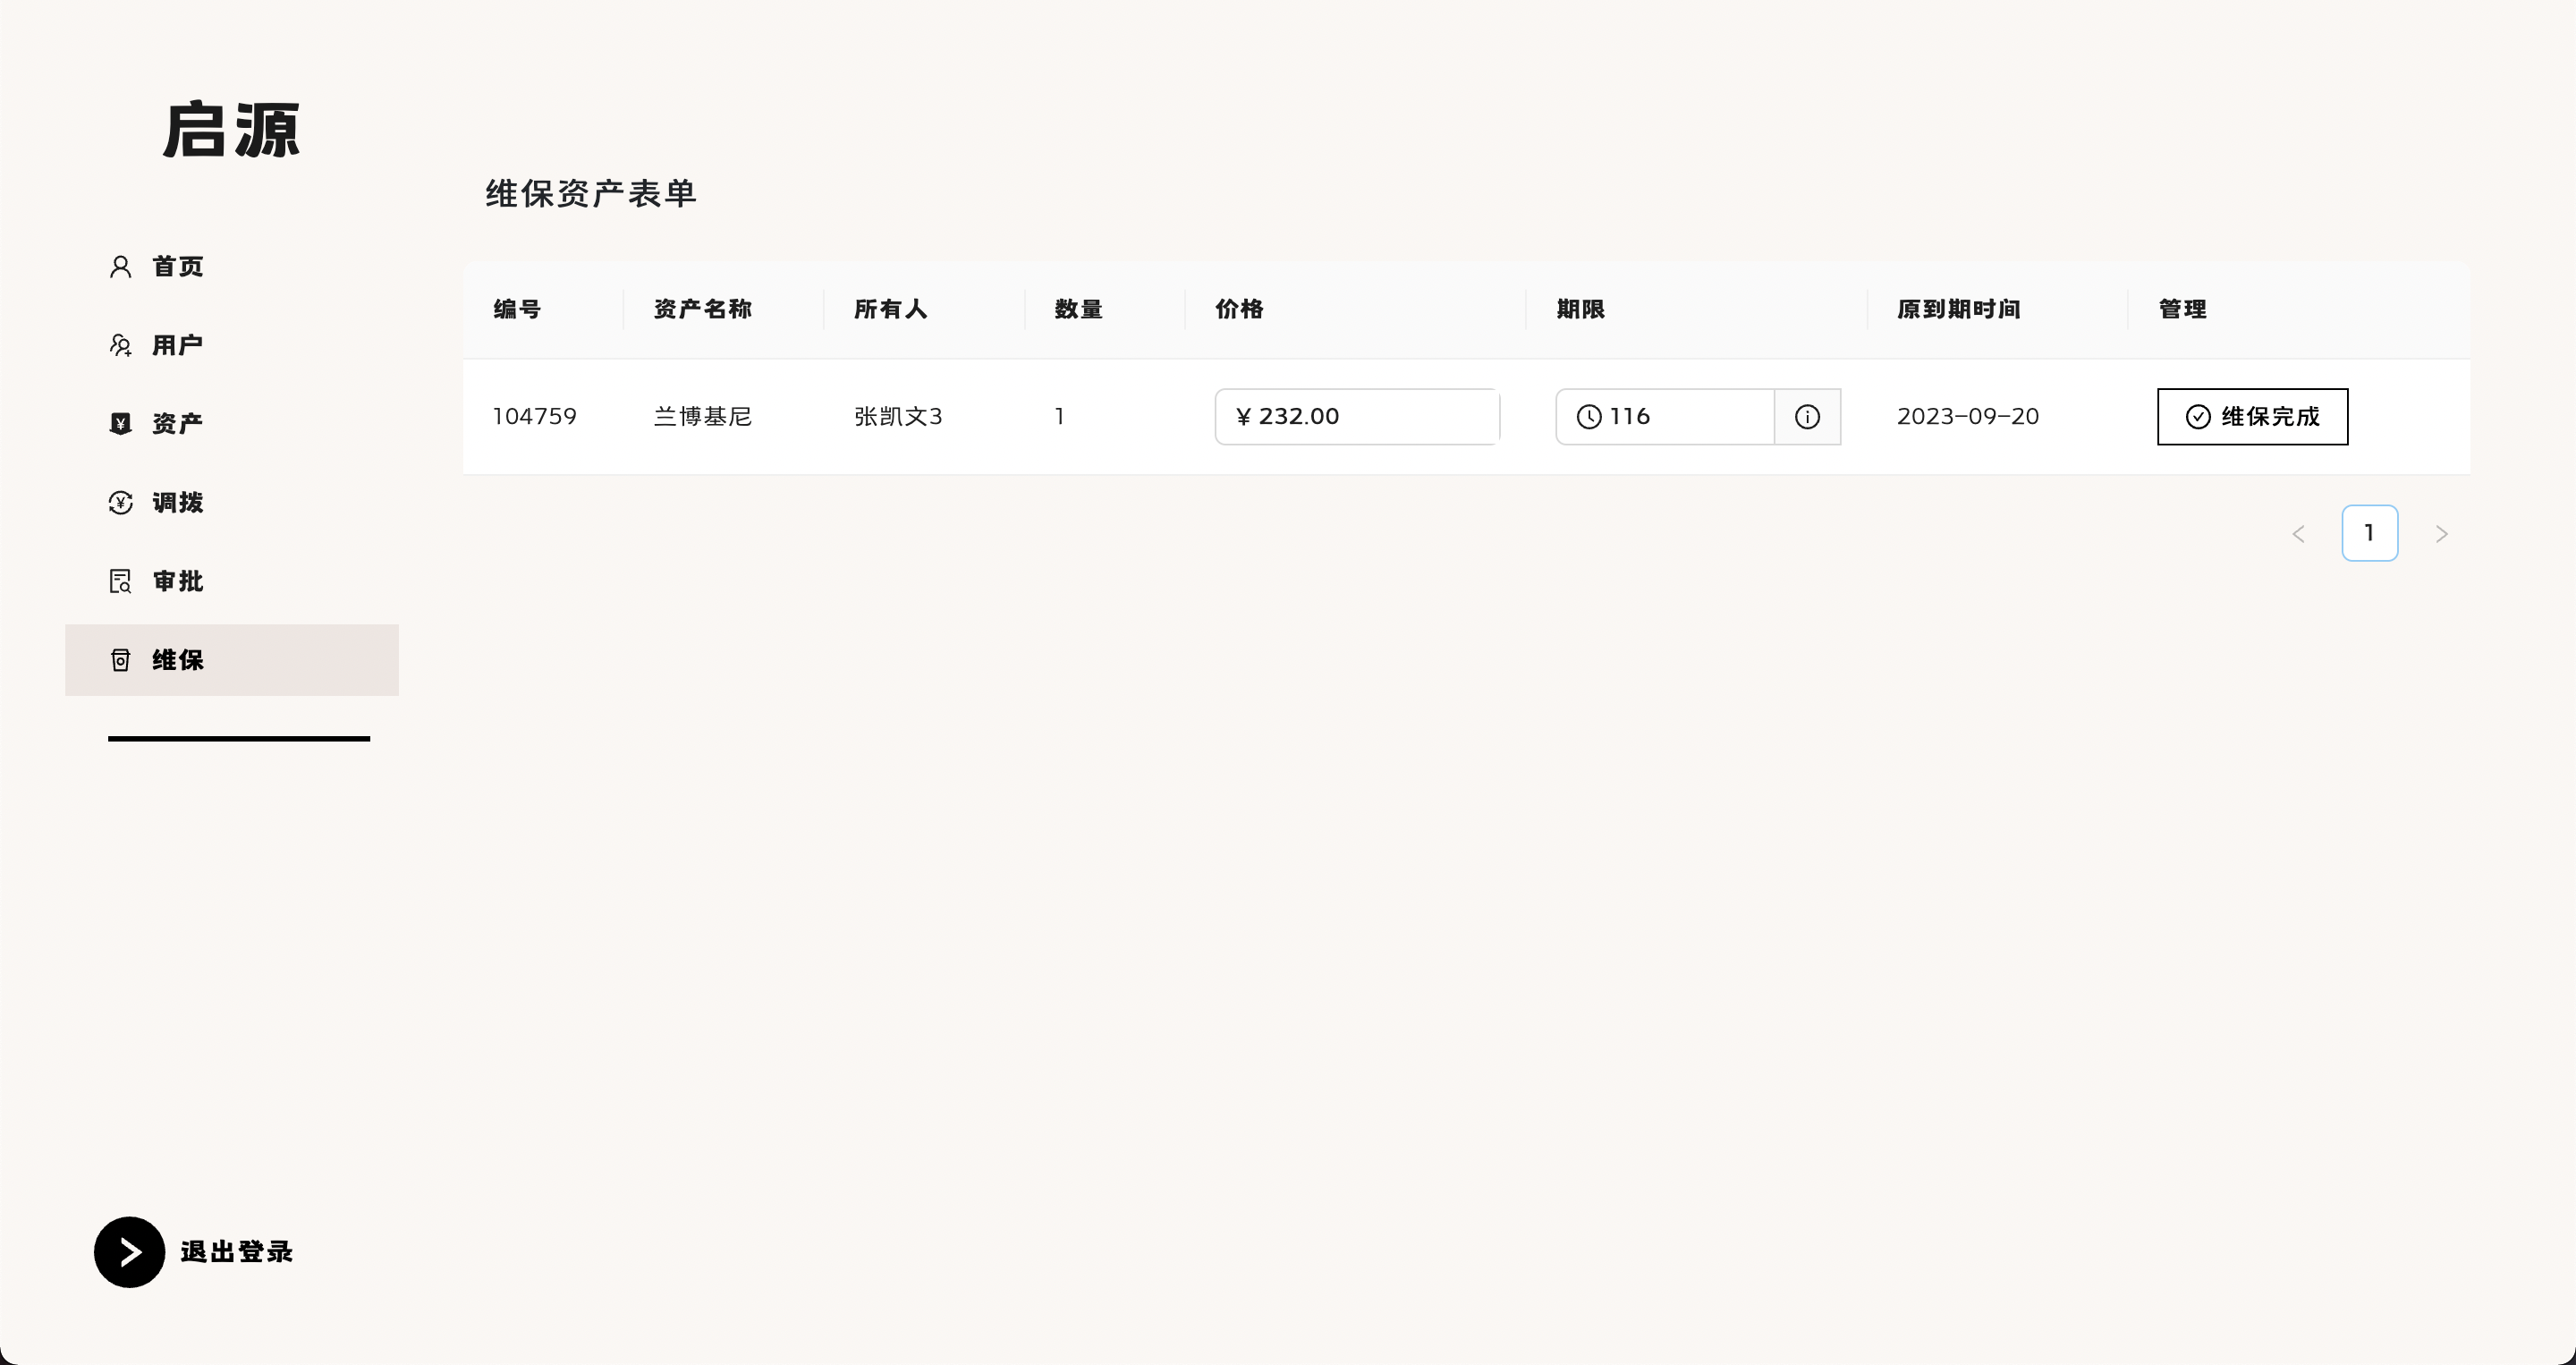 启源
维保资产表单
首页
用户
资产
调拨
审批
维保
编号 资产名称 所有人 数量 价格 期限 原到期时间 管理
104759 兰博基尼 张凯文3 1 ¥ 232.00 116 2023-09-20 维保完成
1
退出登录